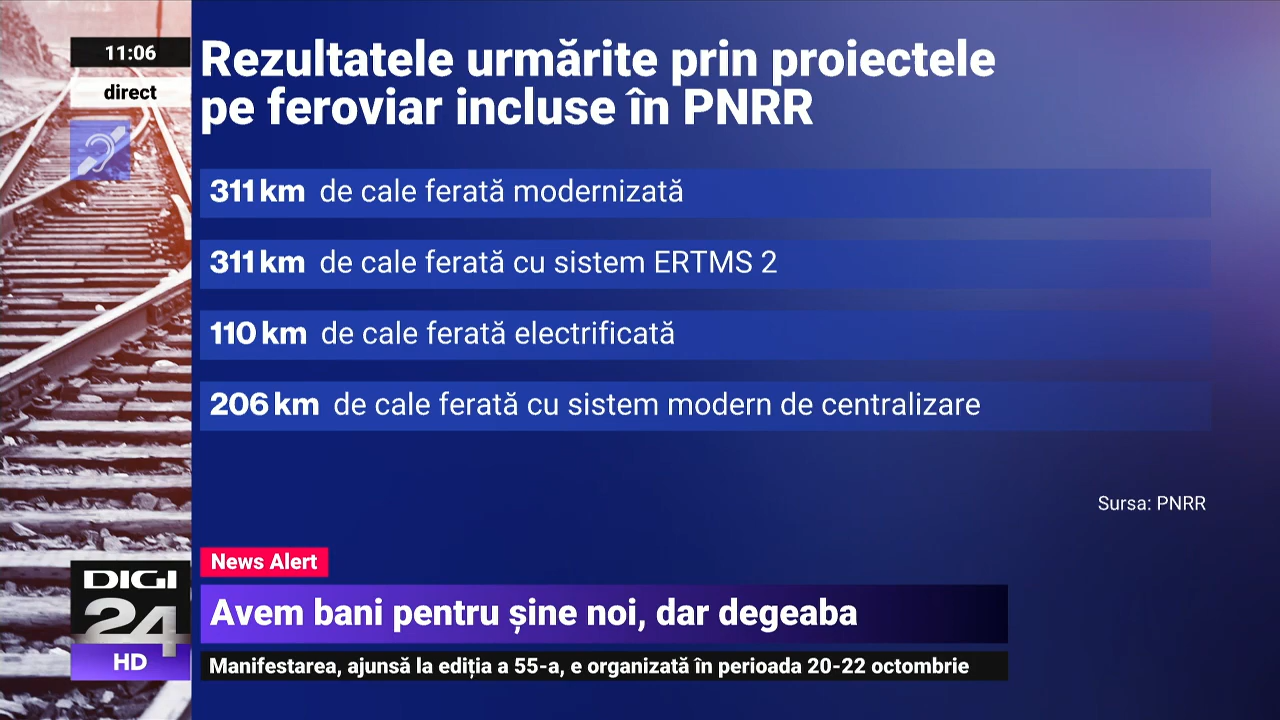 11:06
direct
Rezultatele urmărite prin proiectele
pe feroviar incluse în PNRR
311 km de cale ferată modernizată
311 km de cale ferată cu sistem ERTMS 2
110 km de cale ferată electrificată
206 km de cale ferată cu sistem modern de centralizare
Sursa: PNRR
News Alert
Avem bani pentru șine noi, dar degeaba
Manifestarea, ajunsă la ediția a 55-a, e organizată în perioada 20-22 octombrie
DIGI
24
HD